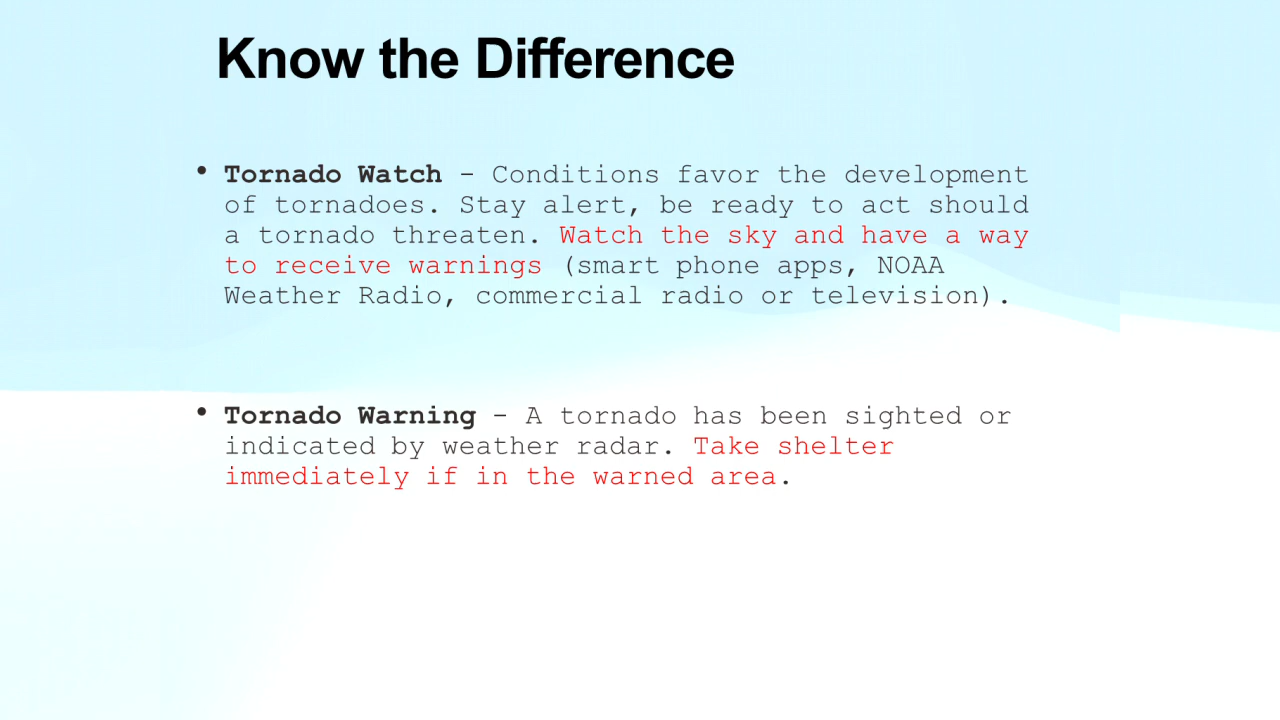 Know the Difference
• Tornado Watch - Conditions favor the development
of tornadoes. Stay alert, be ready to act should
a tornado threaten. Watch the sky and have a way
to receive warnings (smart phone apps, NOAA
Weather Radio, commercial radio or television).
• Tornado Warning - A tornado has been sighted or
indicated by weather radar. Take shelter
immediately if in the warned area.